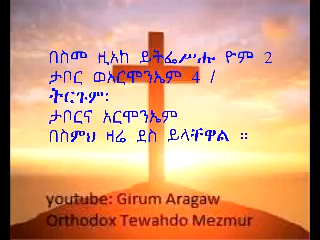 በስመ ዚአከ ይትፌሥሑ ዮም 2
ታቦር ወአርሞንኤም 4 /
ትርጉም፡
ታቦርና አርሞንኤም
በስምህ ዛሬ ደስ ይላቸዋል ።
youtube: Girum Aragaw
Orthodox Tewahdo Mezmur